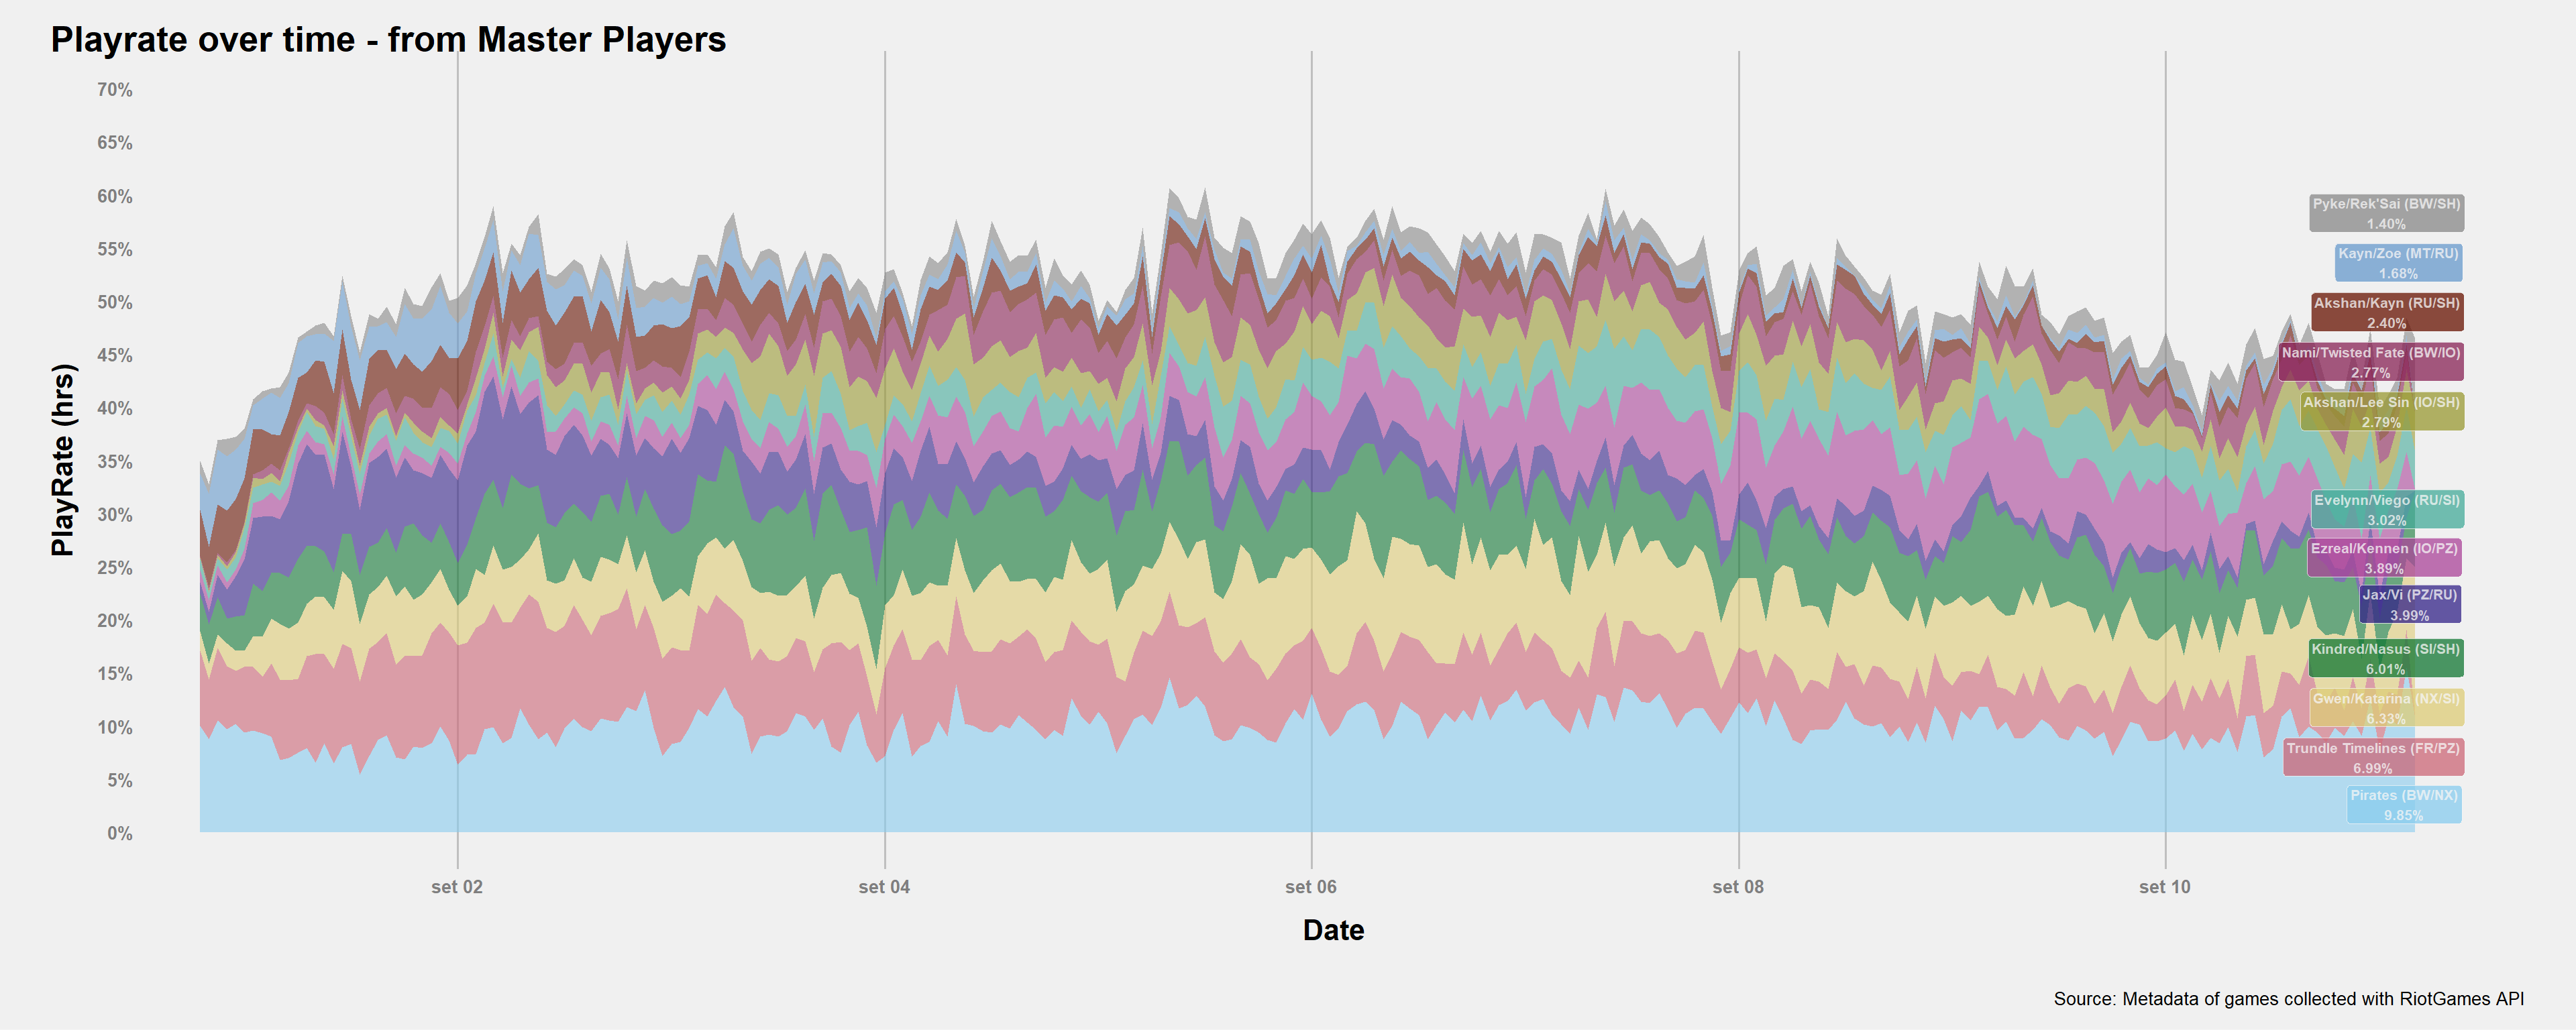 Playrate over time - from Master Players
70%
65%
60%
55%
50%
45%
40%
35%
30%
25%
20%
15%
10%
5%
0%
PlayRate (hrs)
Pyke/Rek'Sai (BW/SH)
1.40%
Kayn/Zoe (MT/RU)
1.68%
Akshan/Kayn (RU/SH)
2.40%
Nami/Twisted Fate (BW/IO)
2.77%
Akshan/Lee Sin (IO/SH)
2.79%
Evelynn/Viego (RU/SI)
3.02%
Ezreal/Kennen (IO/PZ)
3.89%
Jax/Vi (PZ/RU)
3.99%
Kindred/Nasus (SI/SH)
6.01%
Gwen/Katarina (NX/SI)
6.33%
Trundle Timelines (FR/PZ)
6.99%
Pirates (BW/NX)
9.85%
set 02
set 04
set 06
set 08
set 10
Date
Source: Metadata of games collected with RiotGames API